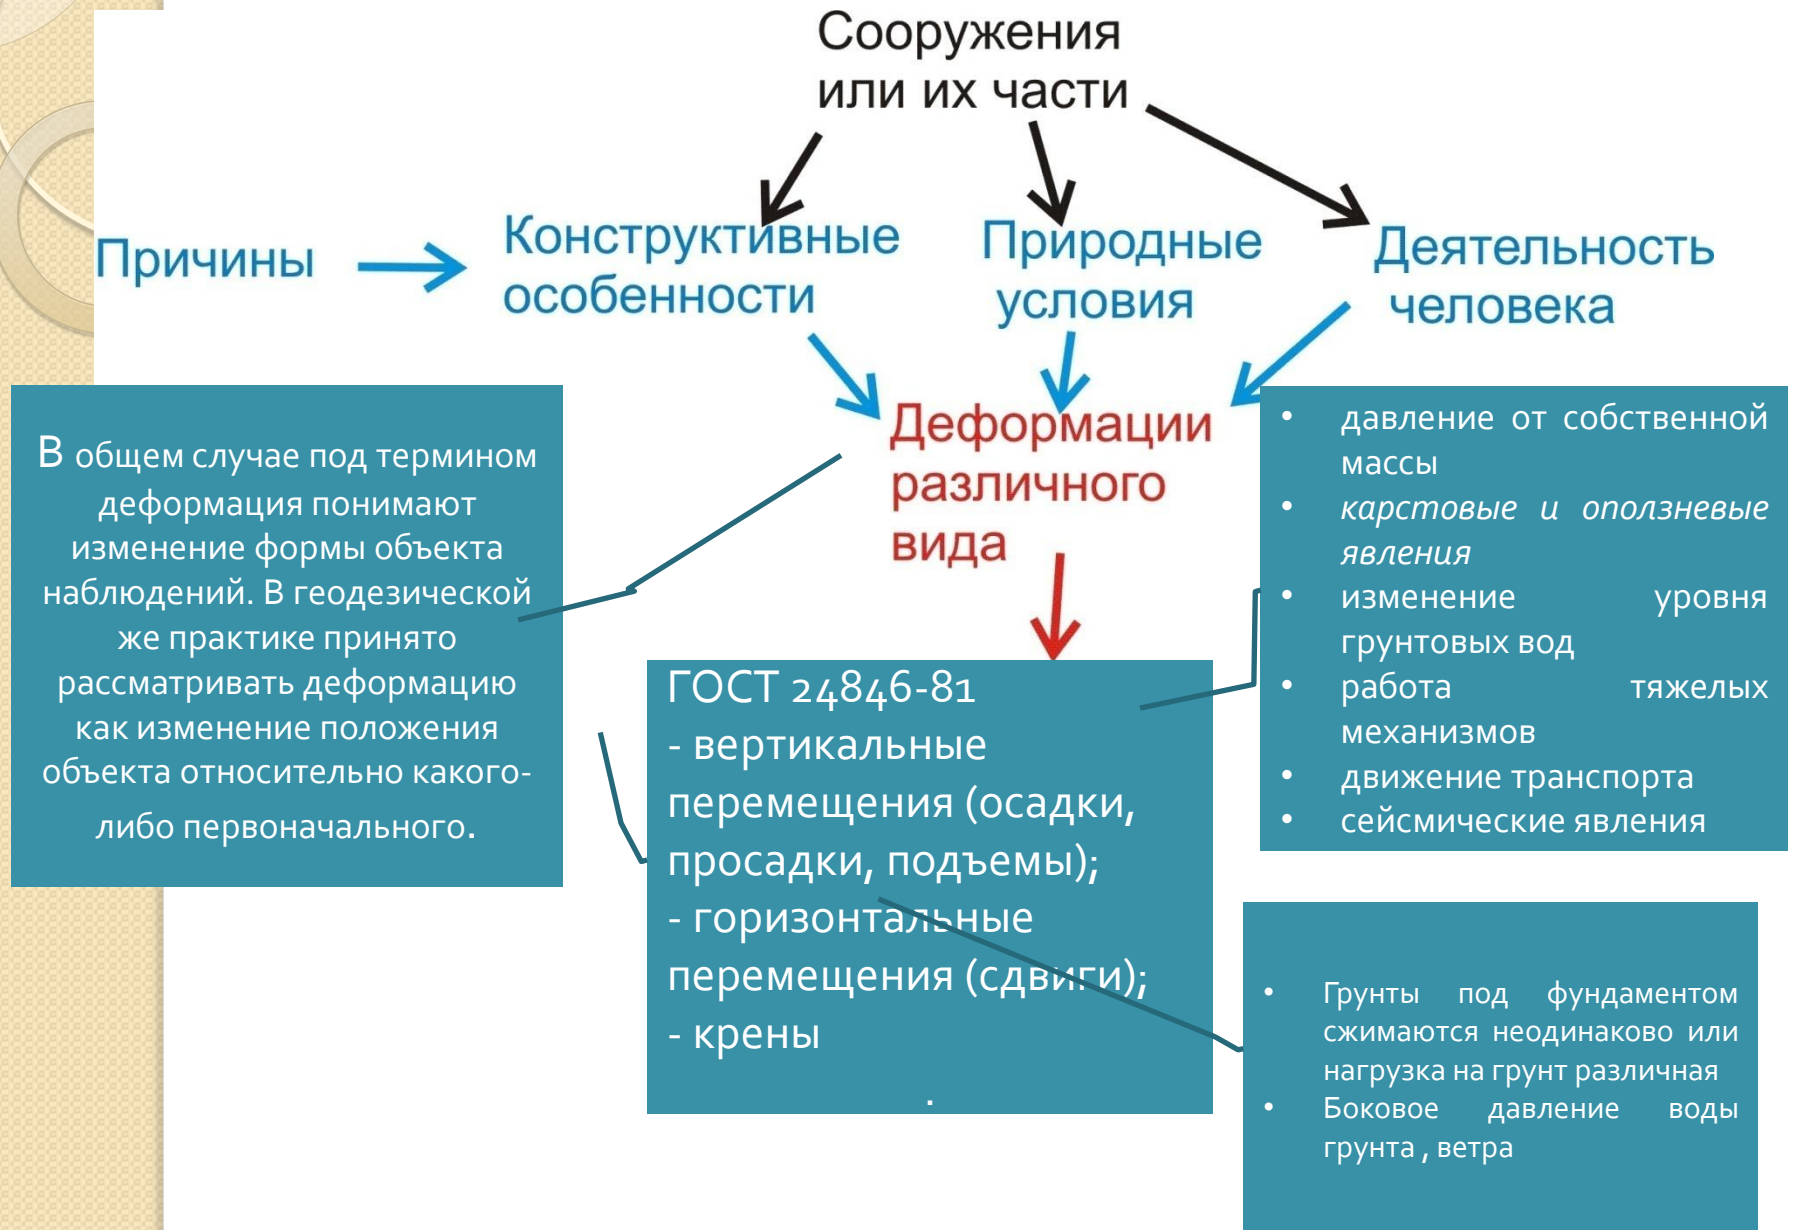 Сооружения
или их части
Причины
Конструктивные
особенности
Природные
условия
Деятельность
человека
Деформации
различного
вида
В общем случае под термином
деформация понимают
изменение формы объекта
наблюдений. В геодезической
же практике принято
рассматривать деформацию
как изменение положения
объекта относительно какого-
либо первоначального.
ГОСТ 24846-81
- вертикальные
перемещения (осадки,
просадки, подъемы);
- горизонтальные
перемещения (сдвиги);
- крены
.
• давление от собственной
массы
• карстовые и оползневые
явления
• изменение уровня
грунтовых вод
• работа тяжелых
механизмов
• движение транспорта
• сейсмические явления
• Грунты под фундаментом
сжимаются неодинаково или
нагрузка на грунт различная
• Боковое давление воды
грунта , ветра